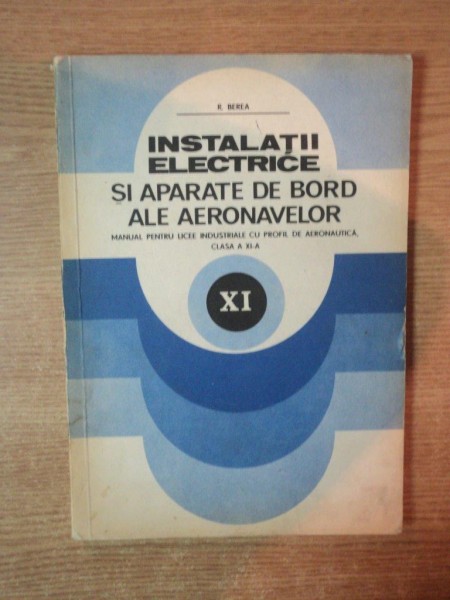 R. BEREA
INSTALAȚII
ELECTRICE
ȘI APARATE DE BORD
ALE AERONAVELOR
MANUAL PENTRU LICEE INDUSTRIALE CU PROFIL DE AERONAUTICĂ,
CLASA A XI-A
XI